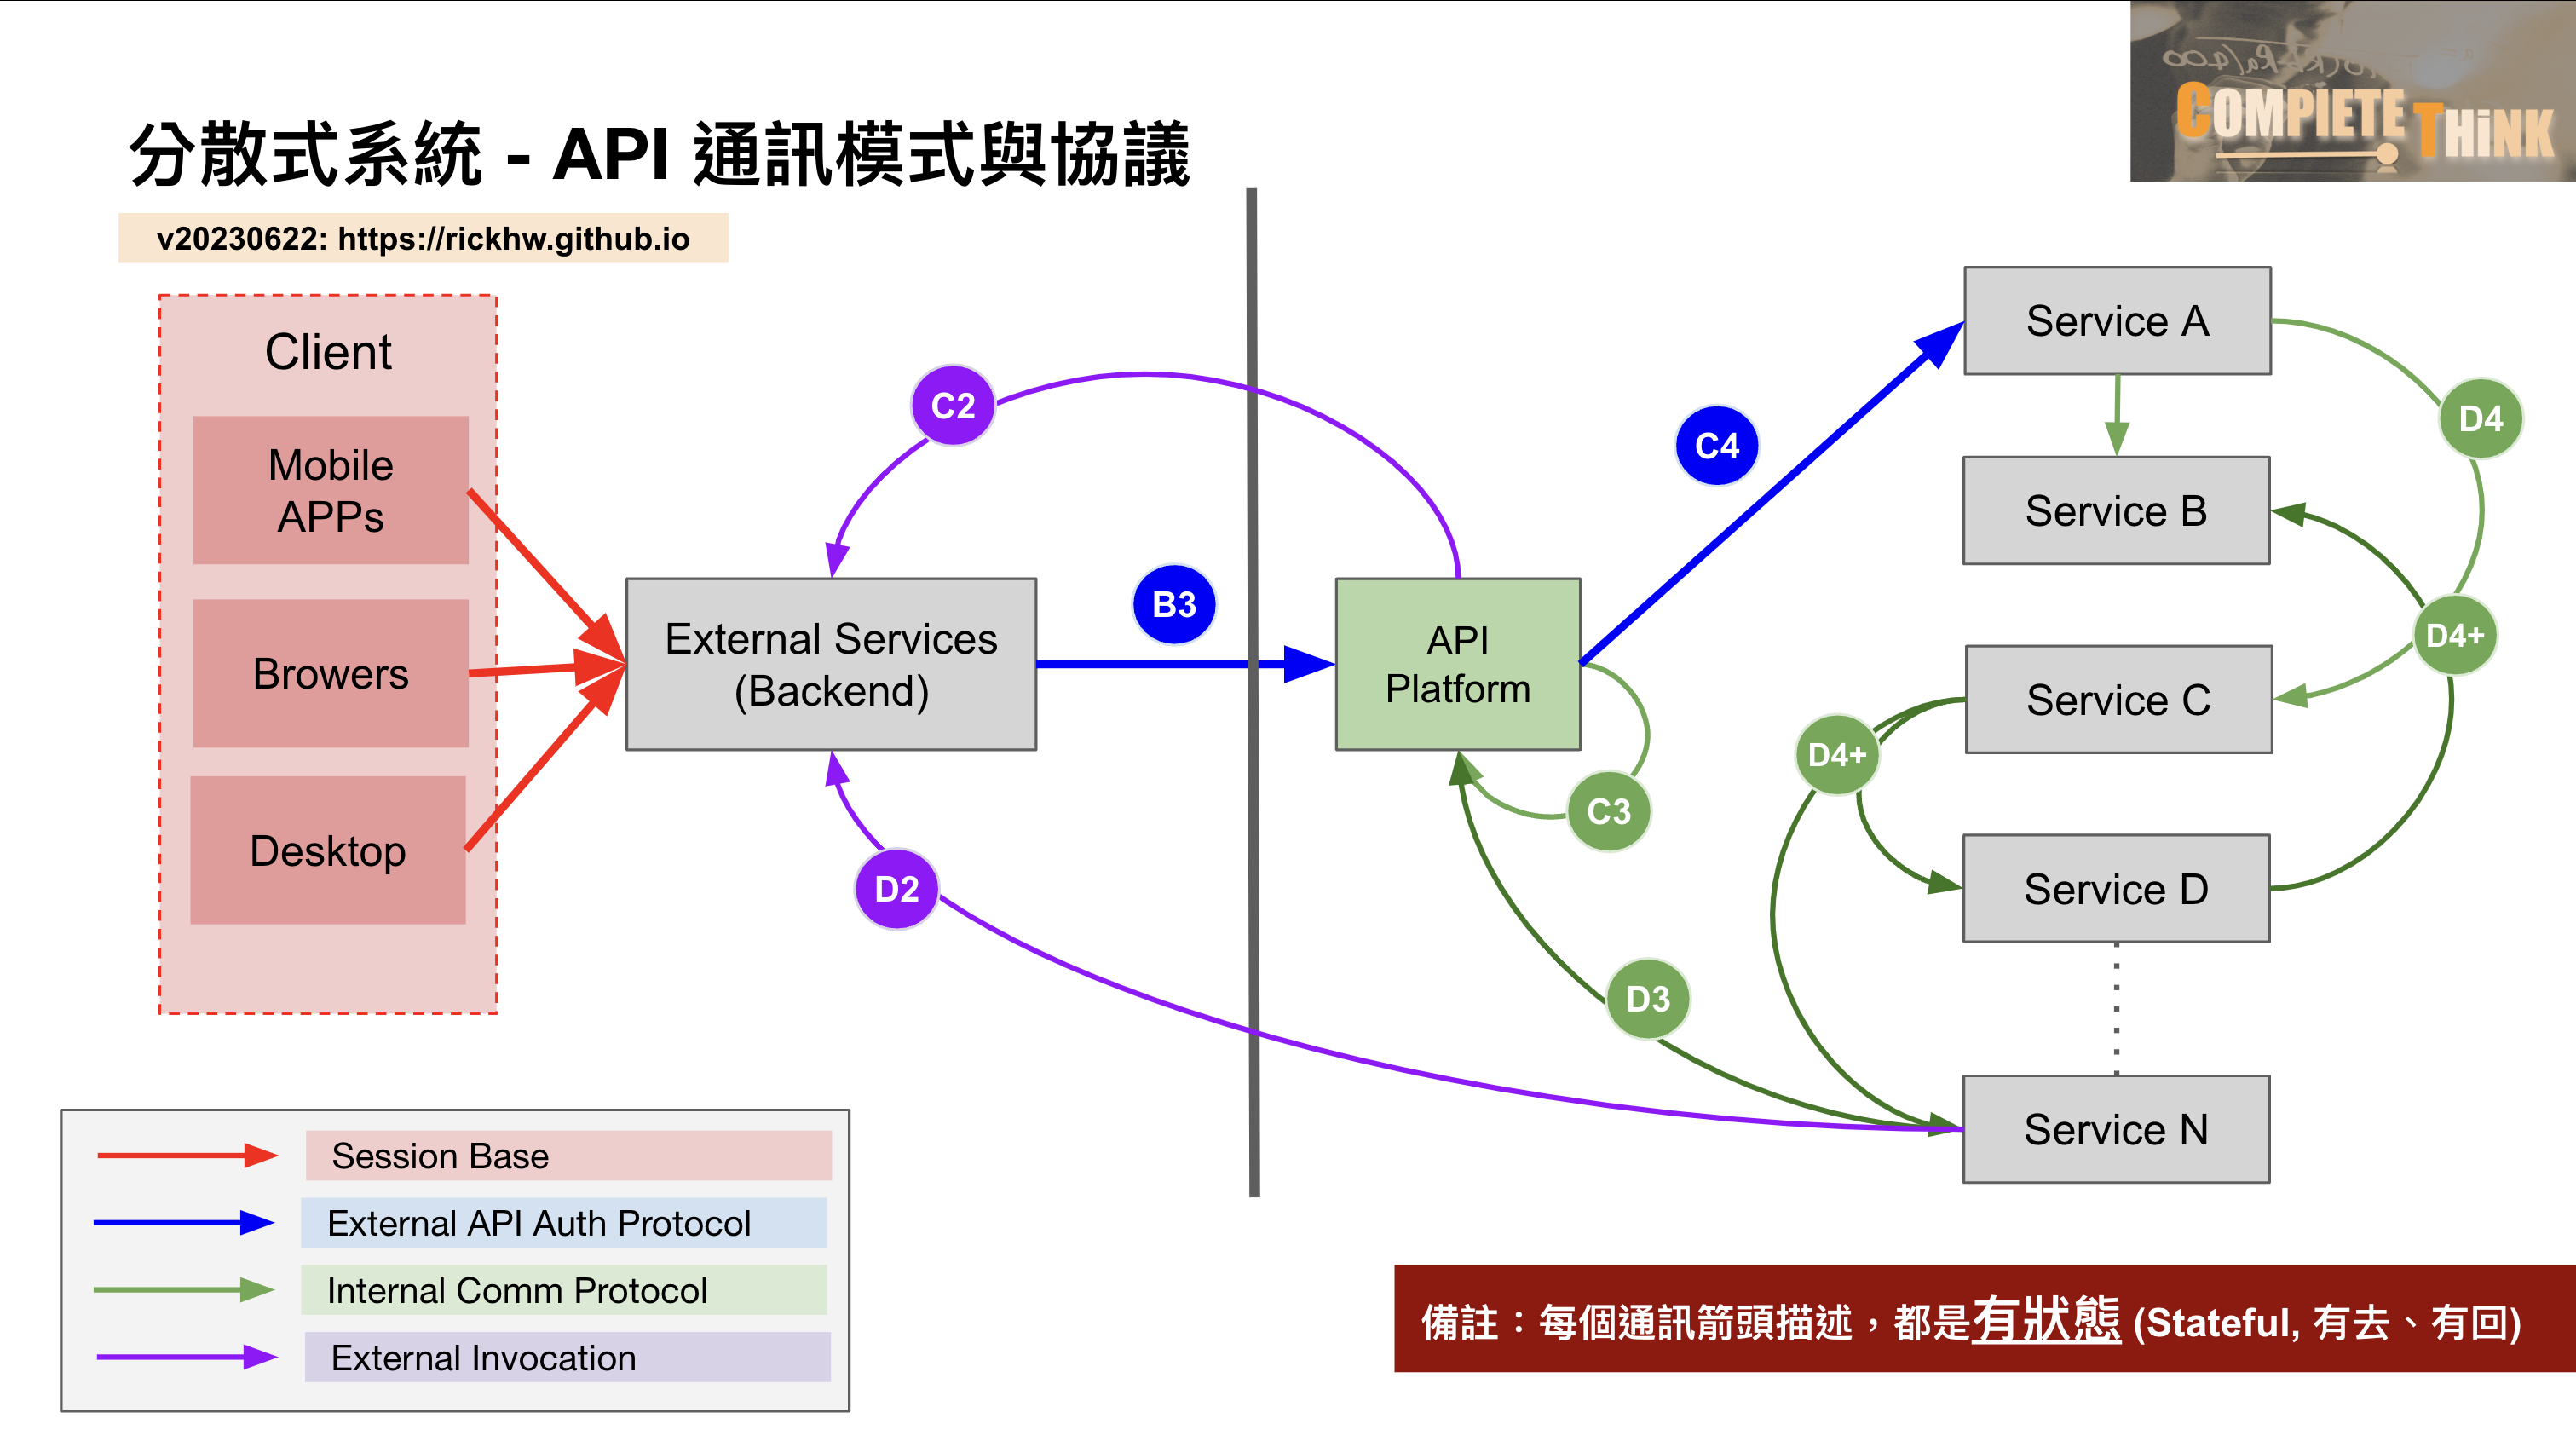 COMPlETE THiNK
分散式系統 - API 通訊模式與協議
v20230622: https://rickhw.github.io
Client
Mobile
APPs
Browers
Desktop
External Services
(Backend)
C2
B3
D2
API
Platform
C4
C3
D3
Service A
Service B
Service C
Service D
Service N
D4
D4+
D4+
Session Base
External API Auth Protocol
Internal Comm Protocol
External Invocation
備註：每個通訊箭頭描述，都是有狀態 (Stateful, 有去、有回)